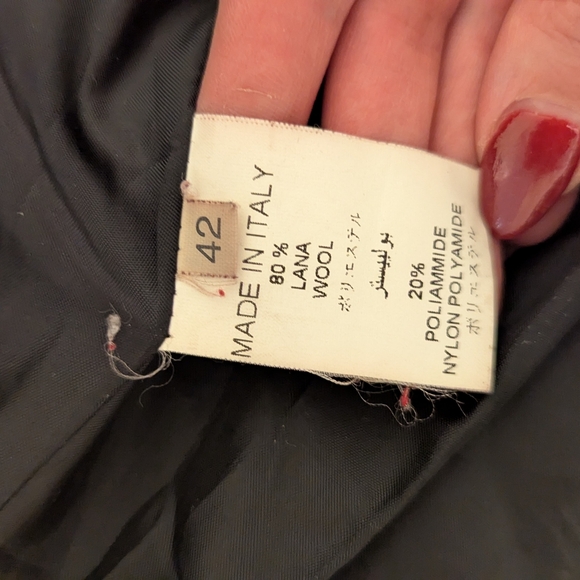 42
MADE IN ITALY
80 %
LANA
WOOL
ポリエステル
بوليستر
20%
POLIAMMIDE
NYLON POLYAMIDE
ポリエステル